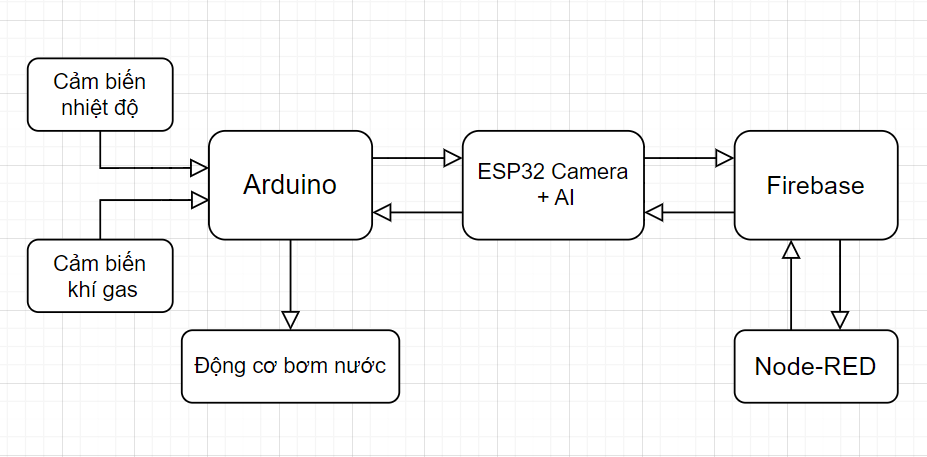 Cảm biến
nhiệt độ
Arduino
ESP32 Camera
+ AI
Firebase
Cảm biến
khí gas
Động cơ bơm nước
Node-RED